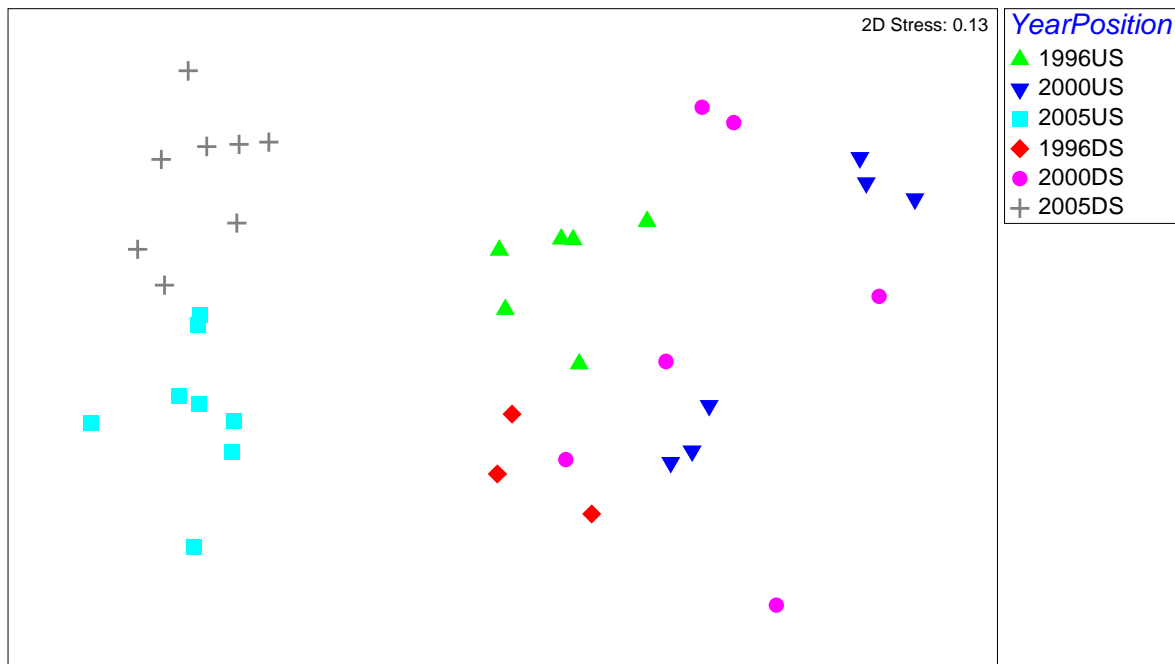 2D Stress: 0.13
YearPosition
1996US
2000US
2005US
1996DS
2000DS
2005DS